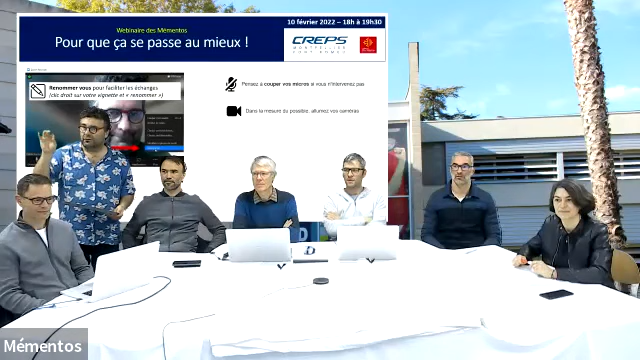 Webinaire des Mémentos
Pour que ça se passe au mieux !
10 février 2022 – 18h à 19h30
CREPS
MONTPELLIER
Renommer vous pour faciliter les échanges
(clic droit sur votre vignette et « renommer »)
Pensez à couper vos micros si vous n'intervenez pas
Dans la mesure du possible, allumez vos caméras
Mémentos